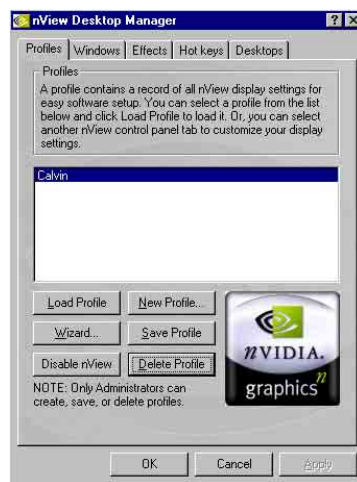 nView Desktop Manager
Profiles Windows Effects Hot keys Desktops
Profiles
A profile contains a record of all nView display settings for
easy software setup. You can select a profile from the list
below and click Load Profile to load it. Or, you can select
another nView control panel tab to customize your display
settings.
Calvin
Load Profile New Profile...
Wizard... Save Profile
Disable nView Delete Profile
NOTE: Only Administrators can
create, save, or delete profiles.
nVIDIA.
graphics n
OK Cancel Apply